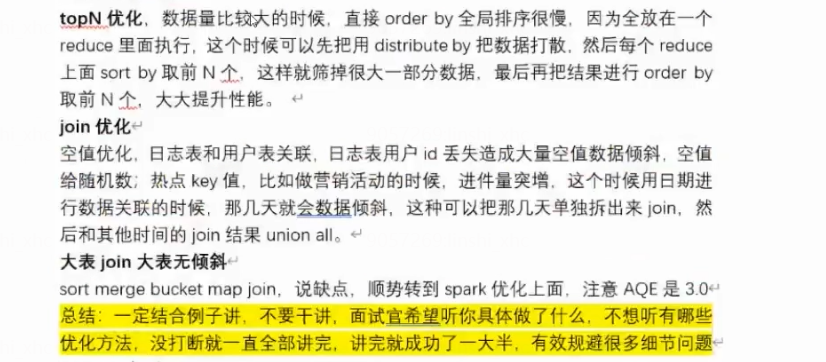 topN 优化，数据量比较大的时候，直接 order by 全局排序很慢，因为全放在一个
reduce 里面执行，这个时候可以先把用 distribute by 把数据打散，然后每个 reduce
上面 sort by 取前 N 个，这样就筛掉很大一部分数据，最后再把结果进行 order by
取前 N 个，大大提升性能。
join 优化
空值优化，日志表和用户表关联，日志表用户 id 丢失造成大量空值数据倾斜，空值
给随机数；热点 key 值，比如做营销活动的时候，进件量突增，这个时候用日期进
行数据关联的时候，那几天就会数据倾斜，这种可以把那几天单独拆出来 join，然
后和其他时间的 join 结果 union all。
大表 join 大表无倾斜
sort merge bucket map join，说缺点，顺势转到 spark 优化上面，注意 AQE 是 3.0
总结：一定结合例子讲，不要干讲，面试官希望听你具体做了什么，不想听有哪些
优化方法，没打断就一直全部讲完，讲完就成功了一大半，有效规避很多细节问题